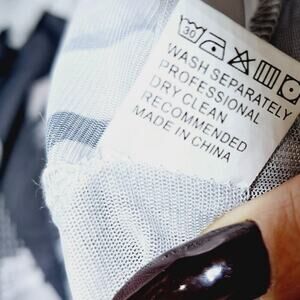 30
WASH SEPARATELY
PROFESSIONAL
DRY CLEAN
RECOMMENDED
MADE IN CHINA